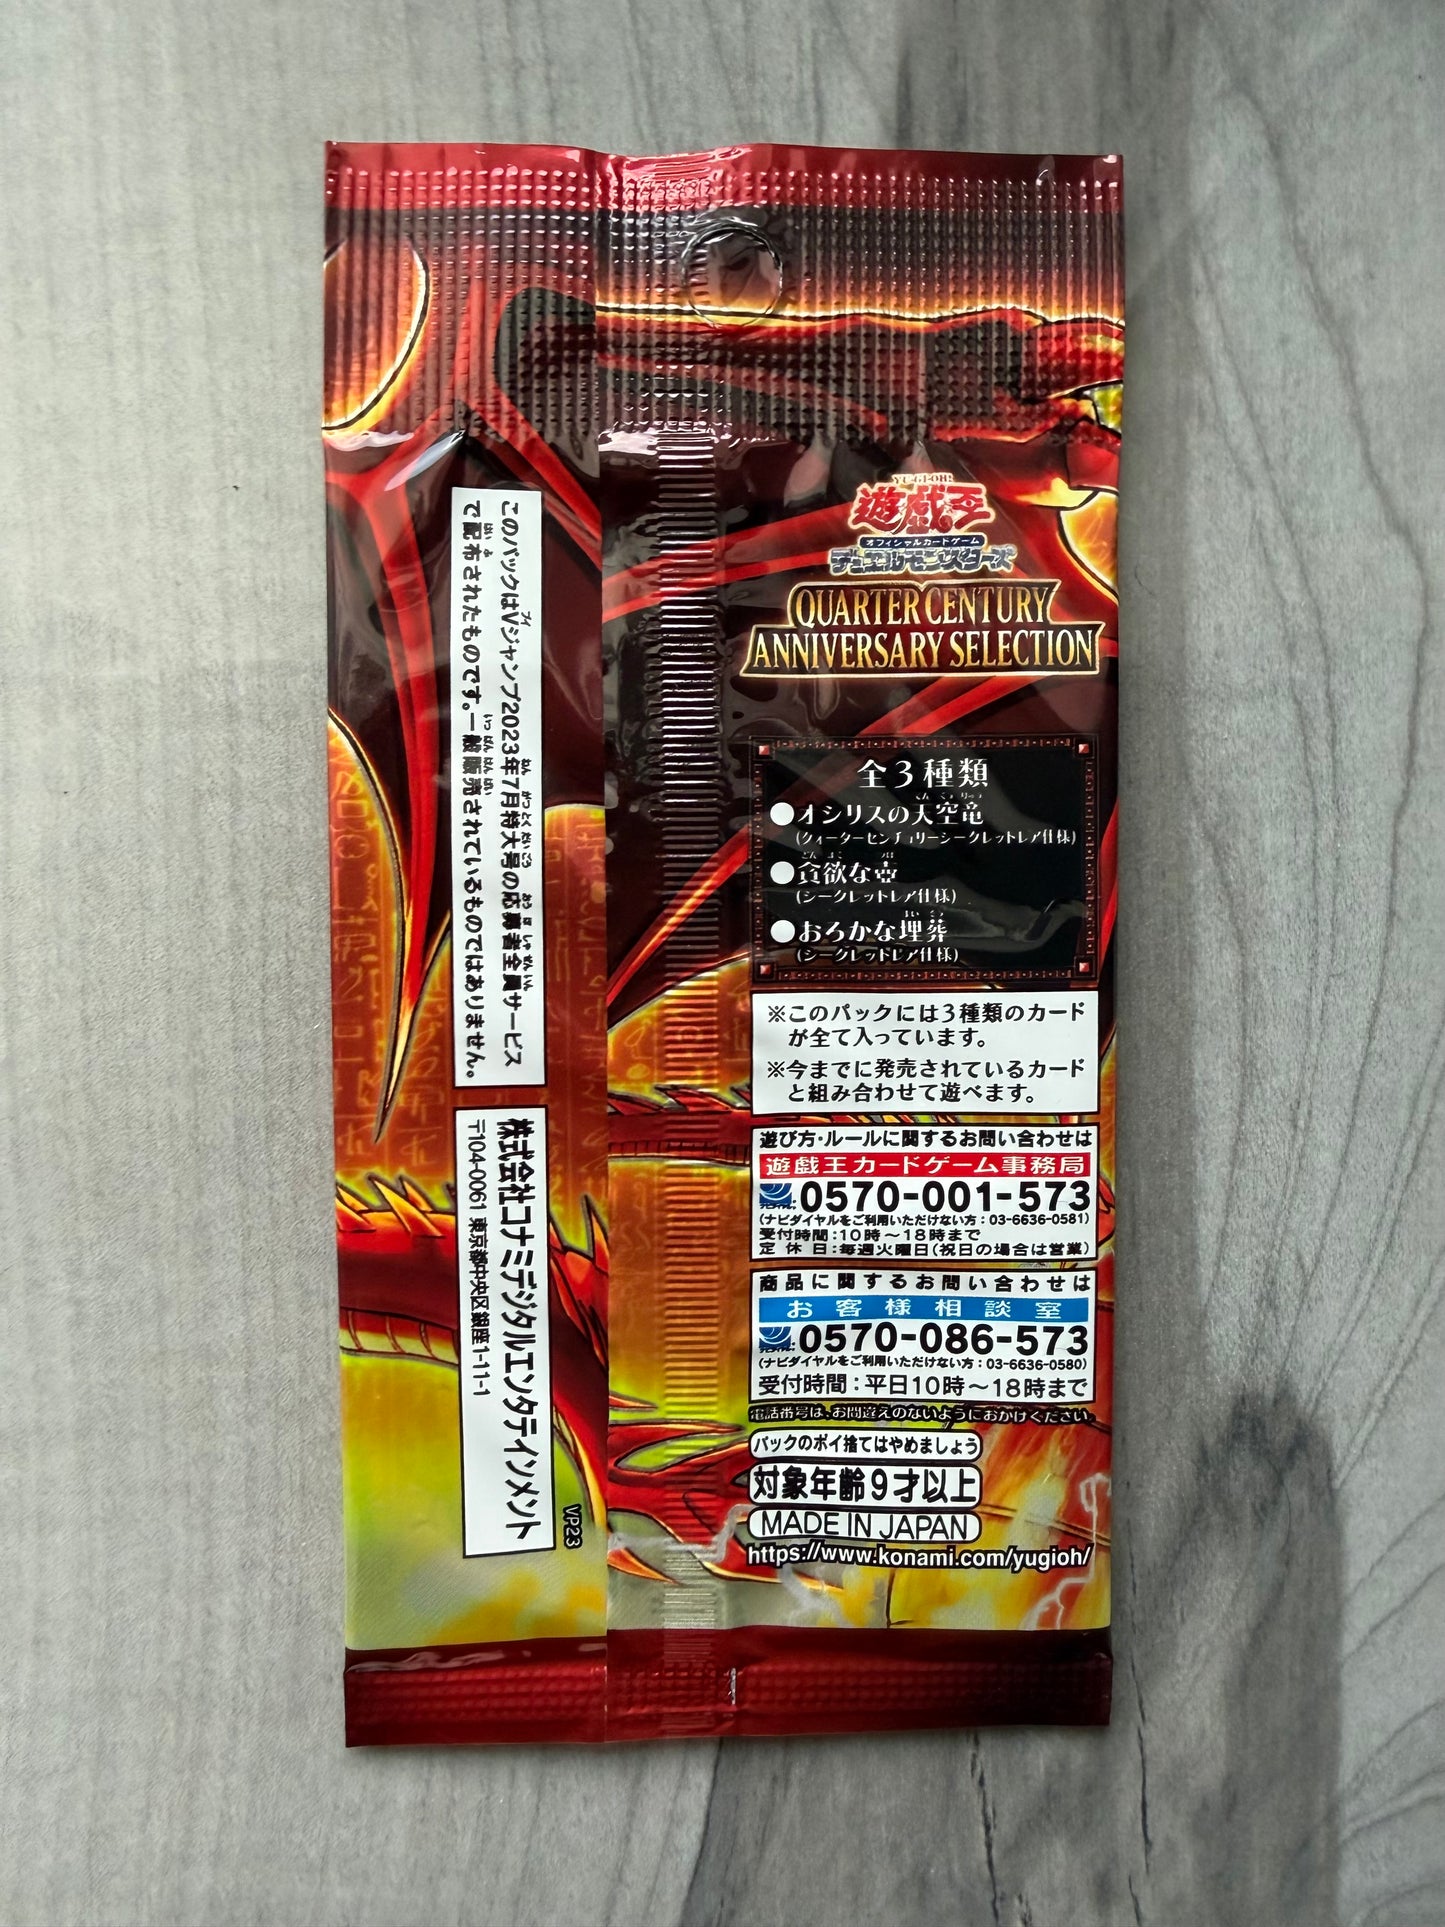 YU-GI-OH!
遊戯王
オフィシャルカードゲーム
デュエルモンスターズ
QUARTER CENTURY
ANNIVERSARY SELECTION
全3種類
●オシリスの天空竜
(クォーターセンチュリーシークレットレア仕様)
●貪欲な壺
(シークレットレア仕様)
●おろかな埋葬
(シークレットレア仕様)
※このパックには3種類のカード
が全て入っています。
※今までに発売されているカード
と組み合わせて遊べます。
遊び方・ルールに関するお問い合わせは
遊戯王カードゲーム事務局
0570-001-573
(ナビダイヤルをご利用いただけない方：03-6636-0581)
受付時間：10時～18時まで
定休日：毎週火曜日(祝日の場合は営業)
商品に関するお問い合わせは
お客様相談室
0570-086-573
(ナビダイヤルをご利用いただけない方：03-6636-0580)
受付時間：平日10時～18時まで
電話番号は、お間違えのないようにおかけください。
パックのポイ捨てはやめましょう
対象年齢9才以上
MADE IN JAPAN
https://www.konami.com/yugioh/
このパックはVジャンプ2023年7月特大号の応募者全員サービス
で配布されたものです。一般販売されているものではありません。
株式会社コナミデジタルエンタテインメント
〒104-0061 東京都中央区銀座1-11-1
VP23